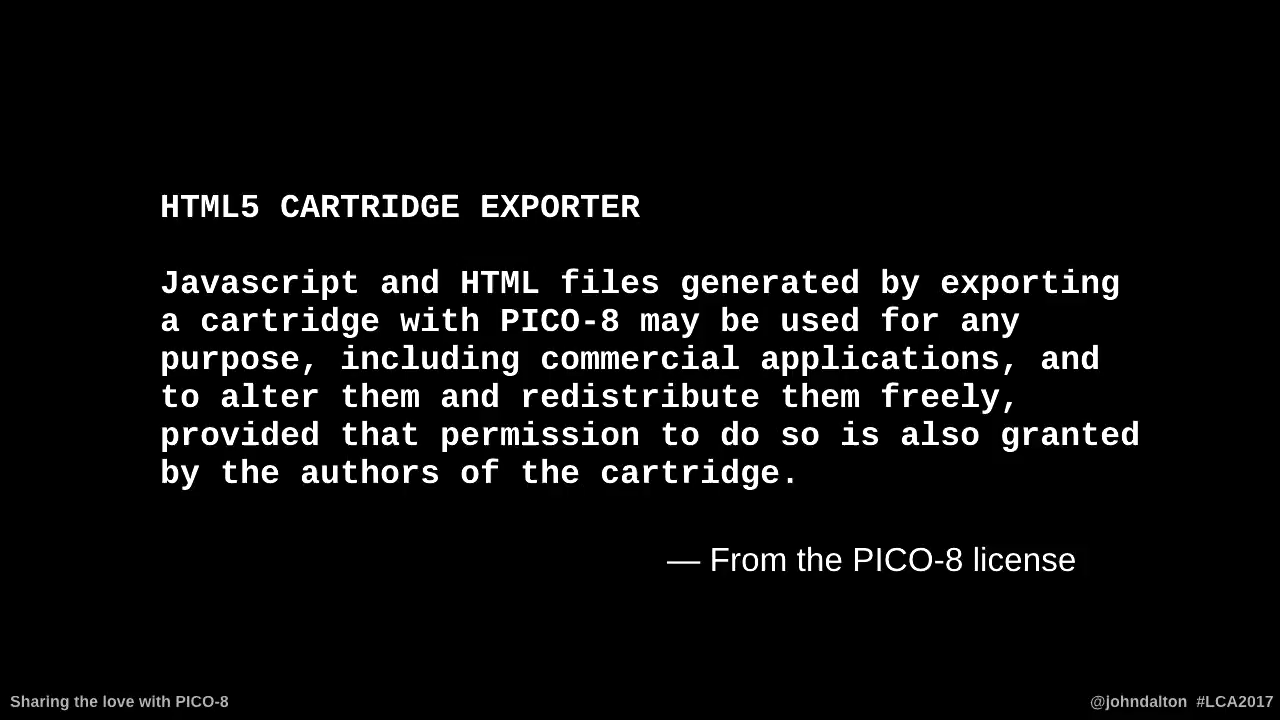 HTML5 CARTRIDGE EXPORTER
Javascript and HTML files generated by exporting
a cartridge with PICO-8 may be used for any
purpose, including commercial applications, and
to alter them and redistribute them freely,
provided that permission to do so is also granted
by the authors of the cartridge.
— From the PICO-8 license
Sharing the love with PICO-8
@johndalton #LCA2017